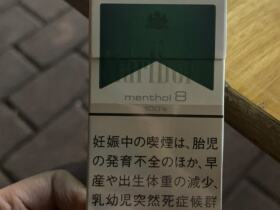 Marlboro
menthol 8
100's
妊娠中の喫煙は、胎児
の発育不全のほか、早
産や出生体重の減少、
乳幼児突然死症候群